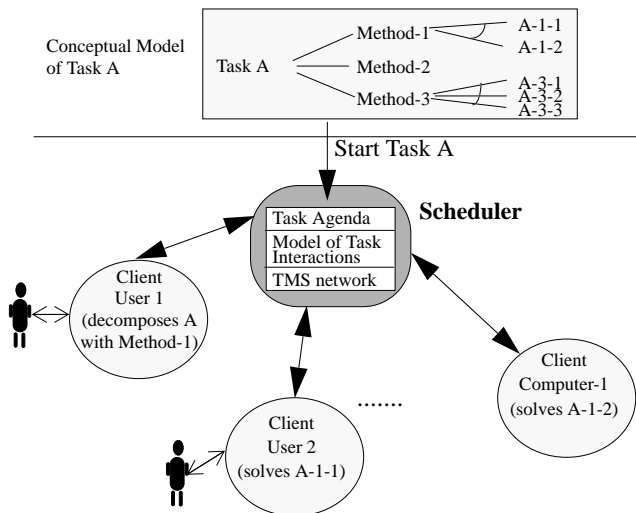 Conceptual Model
of Task A
Task A
Method-1
Method-2
Method-3
A-1-1
A-1-2
A-3-1
A-3-2
A-3-3
Start Task A
Scheduler
Task Agenda
Model of Task
Interactions
TMS network
Client
User 1
(decomposes A
with Method-1)
Client
User 2
(solves A-1-1)
.......
Client
Computer-1
(solves A-1-2)